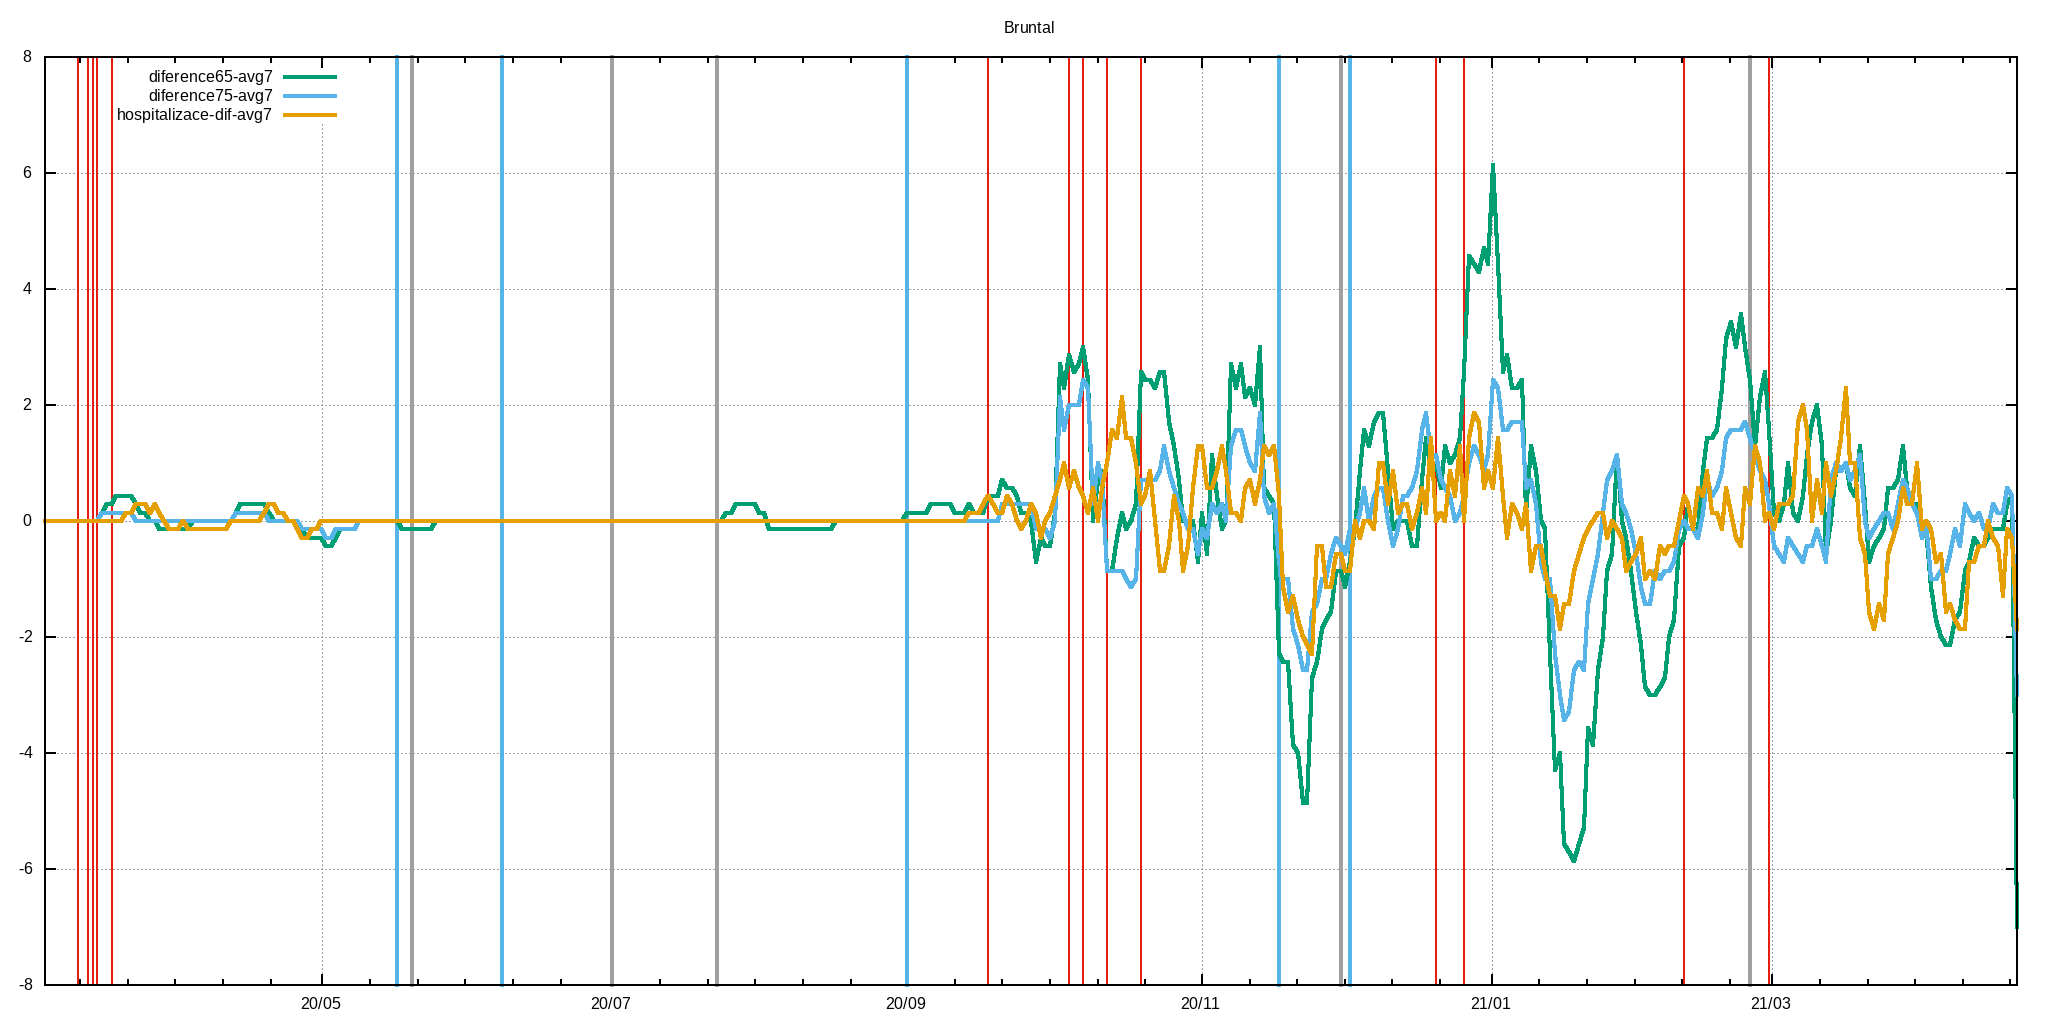 Bruntal
8
diference65-avg7
diference75-avg7
hospitalizace-dif-avg7
6
4
2
0
-2
-4
-6
-8
20/05 20/07 20/09 20/11 21/01 21/03